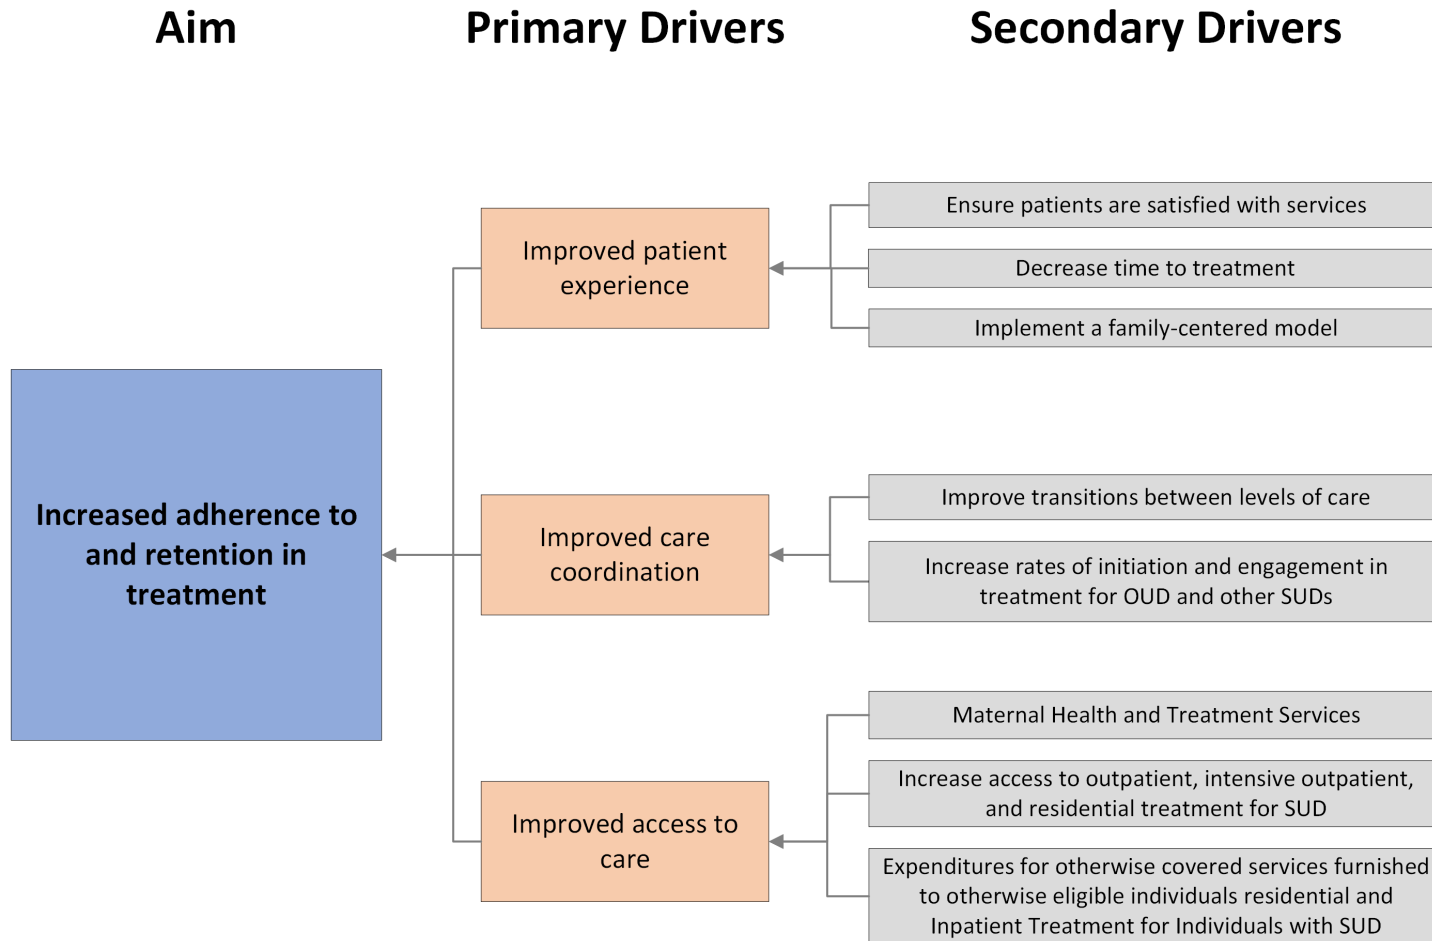 Aim
Primary Drivers
Secondary Drivers
Increased adherence to
and retention in
treatment
Improved patient
experience
Ensure patients are satisfied with services
Decrease time to treatment
Implement a family-centered model
Improved care
coordination
Improve transitions between levels of care
Increase rates of initiation and engagement in
treatment for OUD and other SUDs
Improved access to
care
Maternal Health and Treatment Services
Increase access to outpatient, intensive outpatient,
and residential treatment for SUD
Expenditures for otherwise covered services furnished
to otherwise eligible individuals residential and
Inpatient Treatment for Individuals with SUD